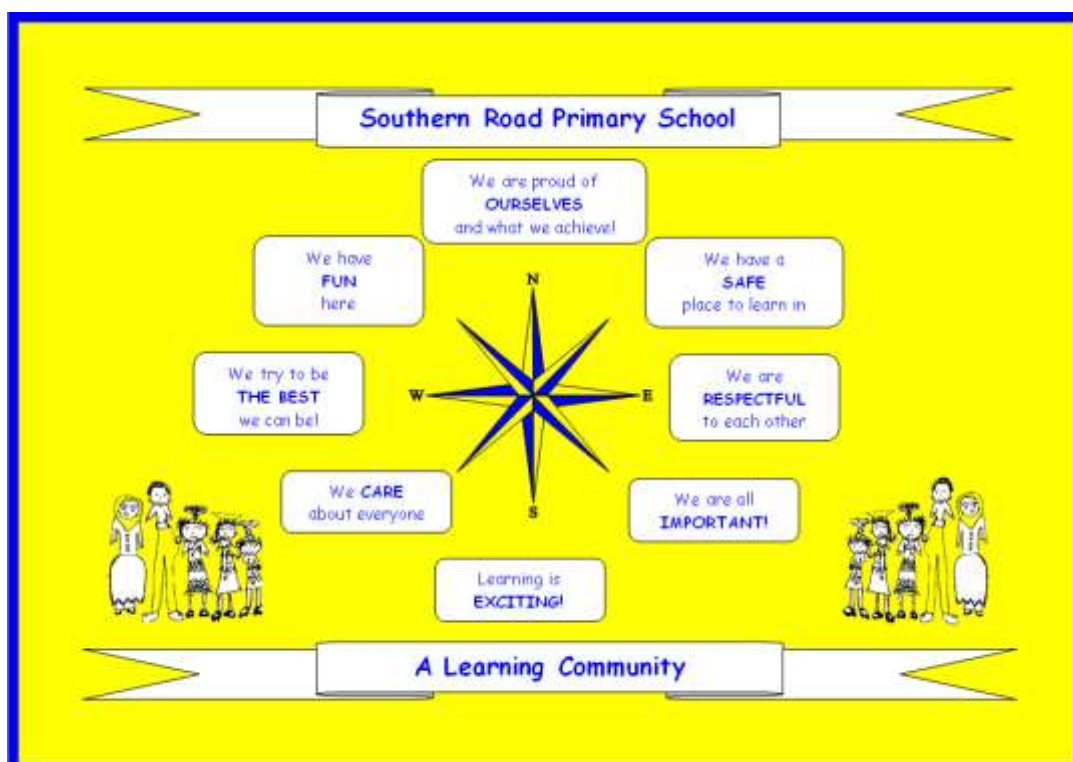 Southern Road Primary School
We are proud of
OURSELVES
and what we achieve!
We have
FUN
here
We have a
SAFE
place to learn in
N
We try to be
THE BEST
we can be!
W
E
We are
RESPECTFUL
to each other
We CARE
about everyone
S
We are all
IMPORTANT!
Learning is
EXCITING!
A Learning Community